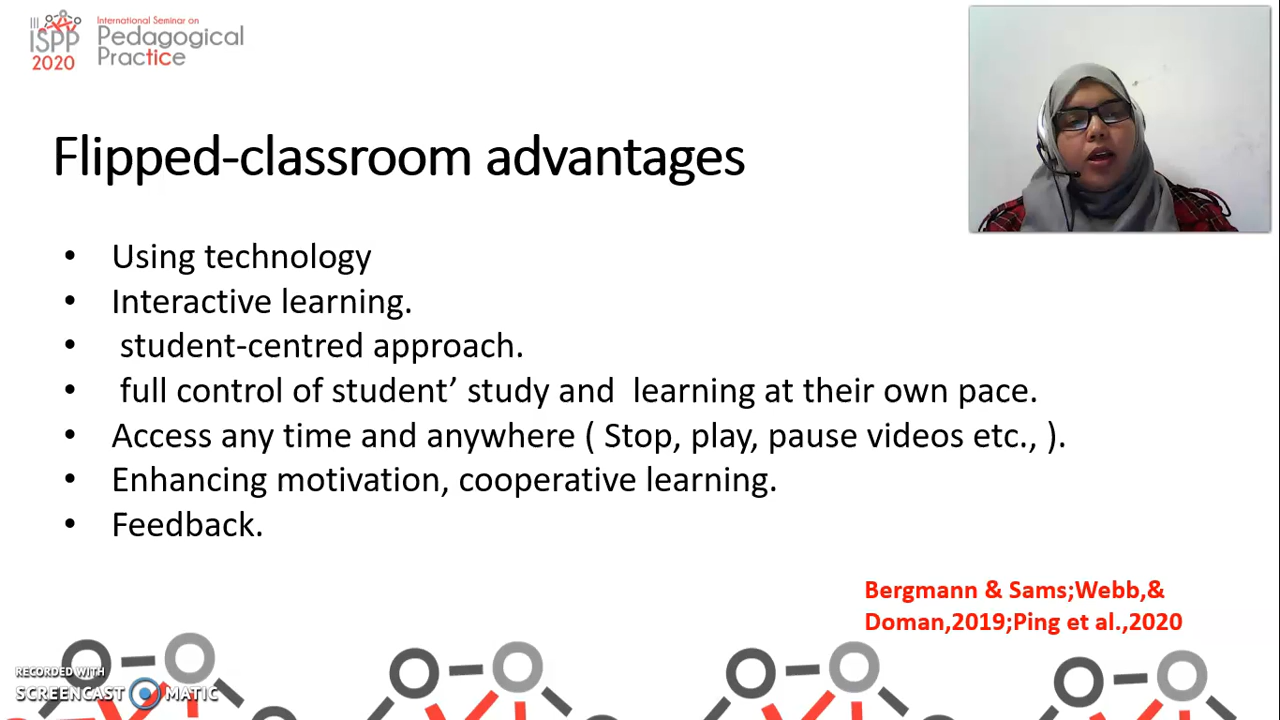 III
ISPP
2020
International Seminar on
Pedagogical
Practice
Flipped-classroom advantages
• Using technology
• Interactive learning.
• student-centred approach.
• full control of student’ study and learning at their own pace.
• Access any time and anywhere ( Stop, play, pause videos etc., ).
• Enhancing motivation, cooperative learning.
• Feedback.
Bergmann & Sams;Webb,&
Doman,2019;Ping et al.,2020
RECORDED WITH
SCREENCAST MATIC